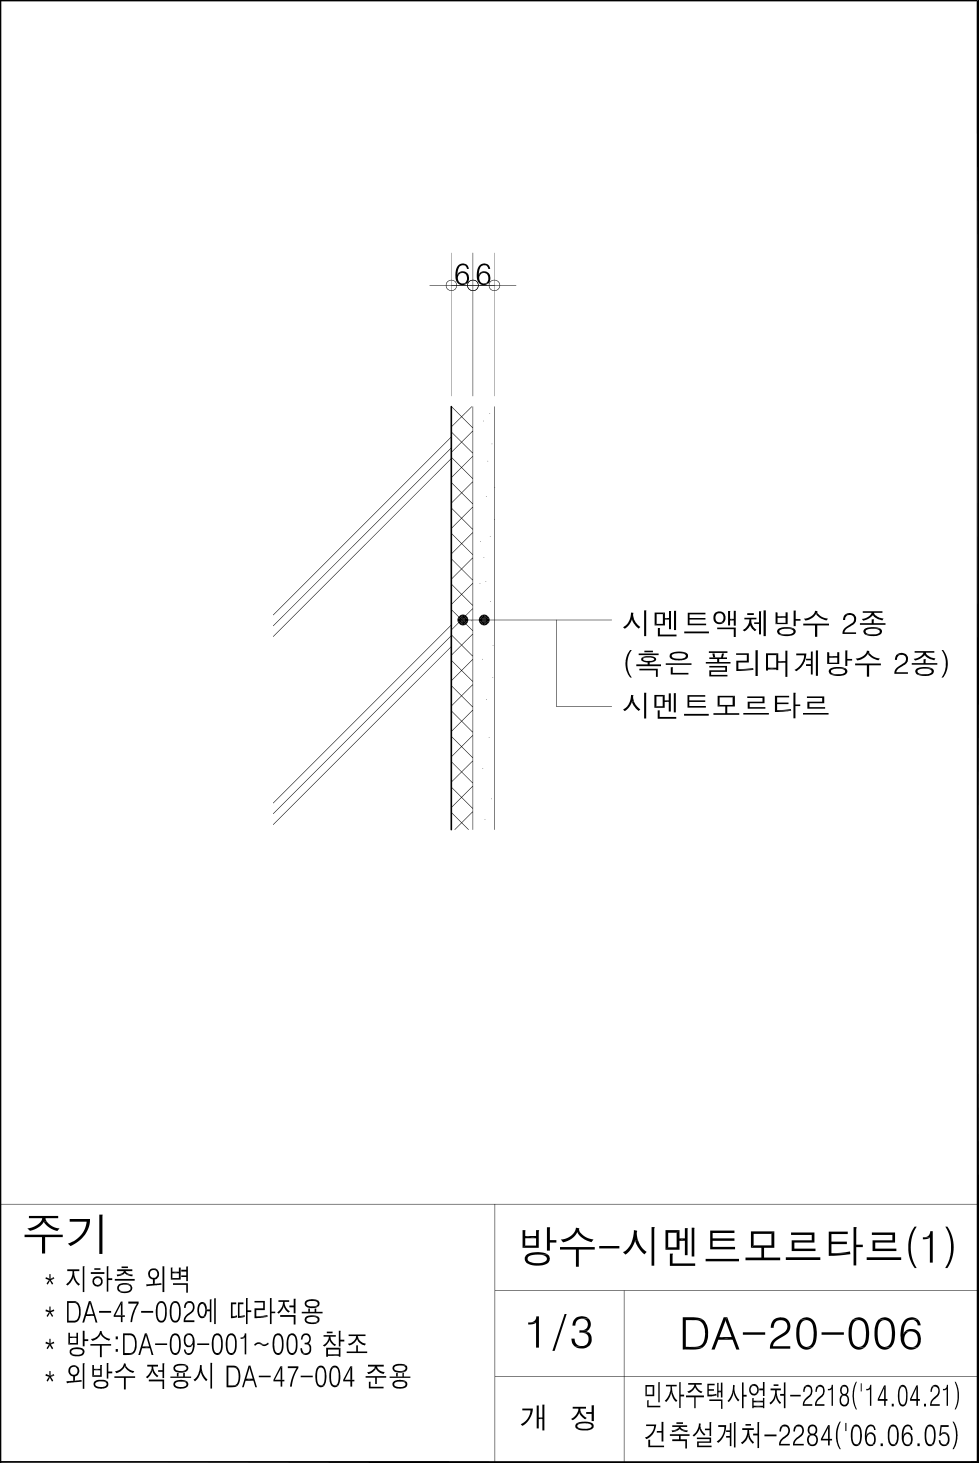 6 6
시멘트액체방수 2종
(혹은 폴리머계방수 2종)
시멘트모르타르
주기
* 지하층 외벽
* DA-47-002에 따라적용
* 방수:DA-09-001~003 참조
* 외방수 적용시 DA-47-004 준용
방수-시멘트모르타르(1)
1/3
DA-20-006
개 정
민자주택사업처-2218('14.04.21)
건축설계처-2284('06.06.05)